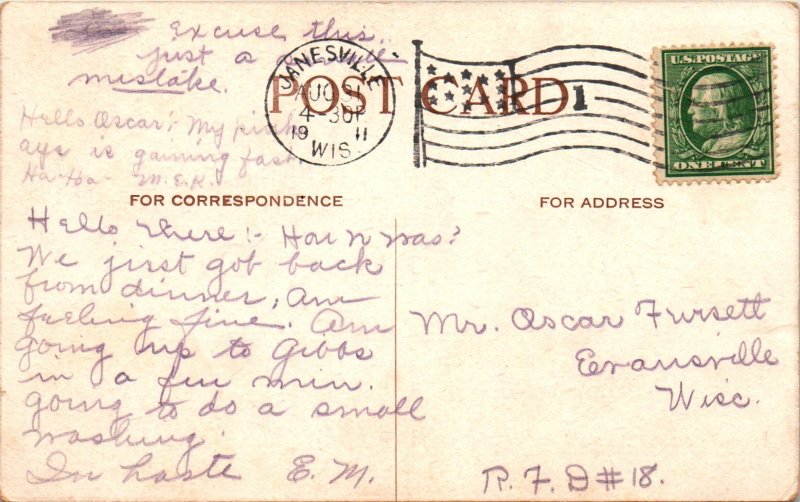 Excuse this.
just a little
mistake.
JANESVILLE
AUG
4-30P
19 11
WIS
POST CARD
1
U.S. POSTAGE
ONE CENT
Hello Oscar: My pink
aye is gaining fast.
Ha-Ha- M.E.K.
FOR CORRESPONDENCE
FOR ADDRESS
Hello there:- How n was?
We jirst got back
from dinner, am
feeling fine. Am
going up to Gibbs
in a few min.
going to do a small
washing.
In haste E.M.
Mr. Oscar Fursett
Evansville
Wisc.
R.F.D#18.